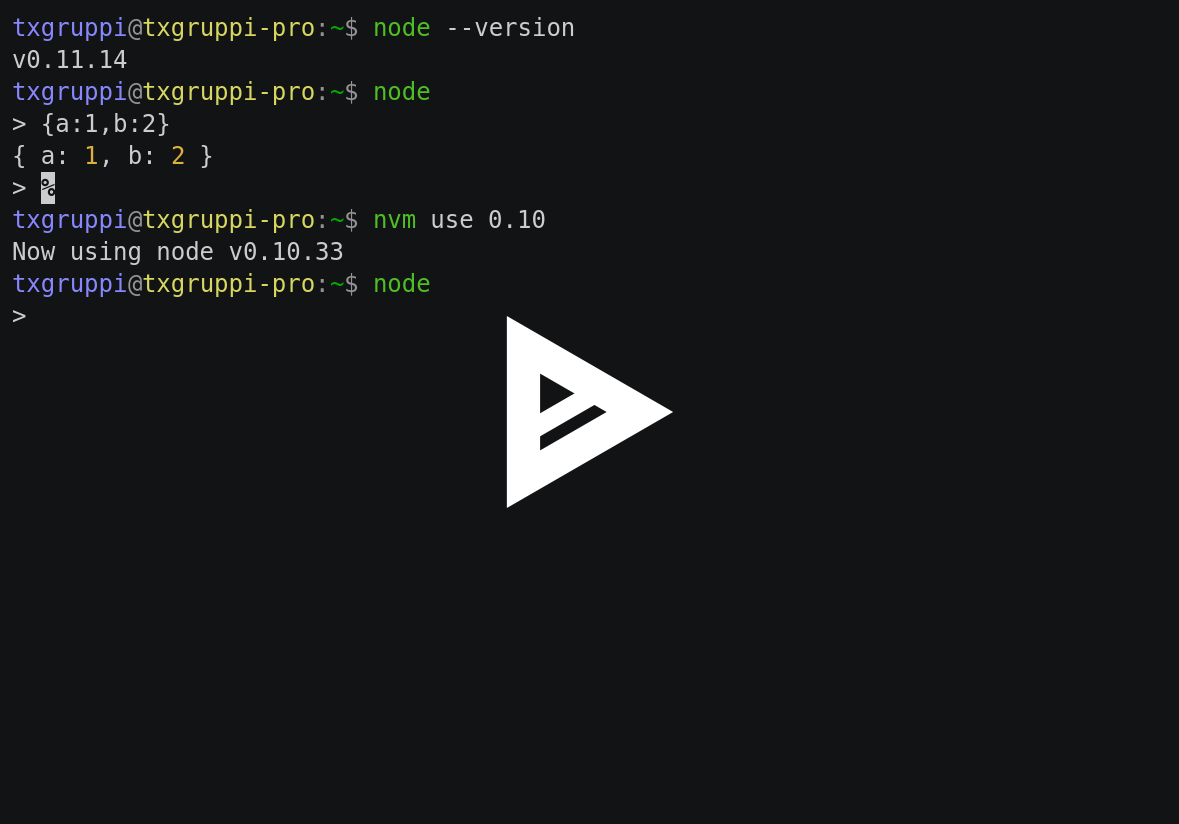 txgruppi@txgruppi-pro:~$ node --version
v0.11.14
txgruppi@txgruppi-pro:~$ node
> {a:1,b:2}
{ a: 1, b: 2 }
> %
txgruppi@txgruppi-pro:~$ nvm use 0.10
Now using node v0.10.33
txgruppi@txgruppi-pro:~$ node
>